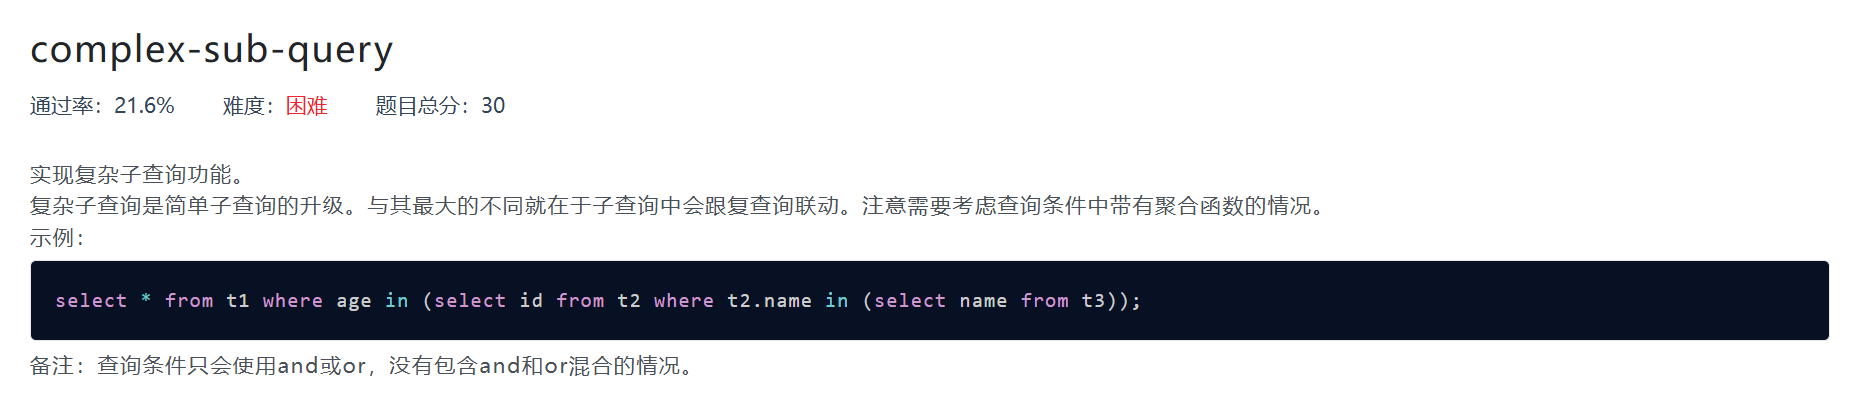 complex-sub-query
通过率：21.6% 难度：困难 题目总分：30
实现复杂子查询功能。
复杂子查询是简单子查询的升级。与其最大的不同就在于子查询中会跟复查询联动。注意需要考虑查询条件中带有聚合函数的情况。
示例：
select * from t1 where age in (select id from t2 where t2.name in (select name from t3));
备注：查询条件只会使用and或or，没有包含and和or混合的情况。